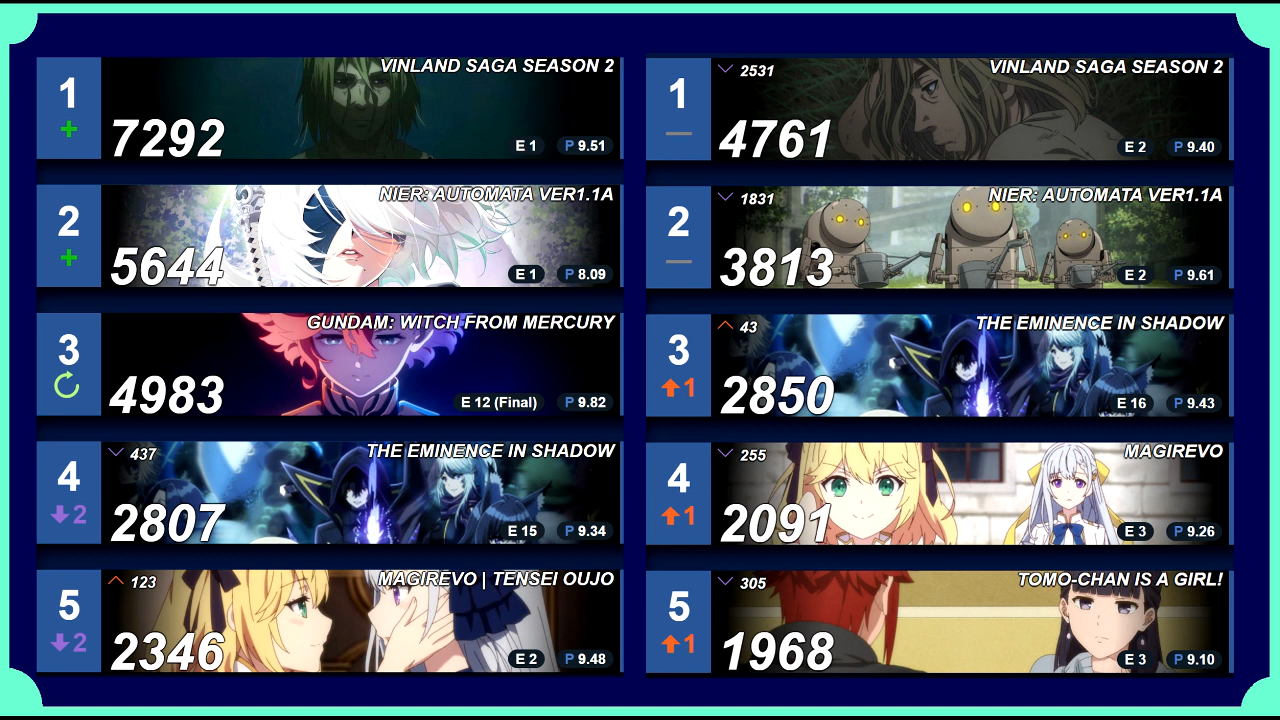 1
VINLAND SAGA SEASON 2
7292
E 1
P 9.51
2
NIER: AUTOMATA VER1.1A
5644
E 1
P 8.09
3
GUNDAM: WITCH FROM MERCURY
4983
E 12 (Final)
P 9.82
4
2
437
THE EMINENCE IN SHADOW
2807
E 15
P 9.34
5
2
123
MAGIREVO | TENSEI OUJO
2346
E 2
P 9.48
1
2531
VINLAND SAGA SEASON 2
4761
E 2
P 9.40
2
1831
NIER: AUTOMATA VER1.1A
3813
E 2
P 9.61
3
1
43
THE EMINENCE IN SHADOW
2850
E 16
P 9.43
4
1
255
MAGIREVO
2091
E 3
P 9.26
5
1
305
TOMO-CHAN IS A GIRL!
1968
E 3
P 9.10